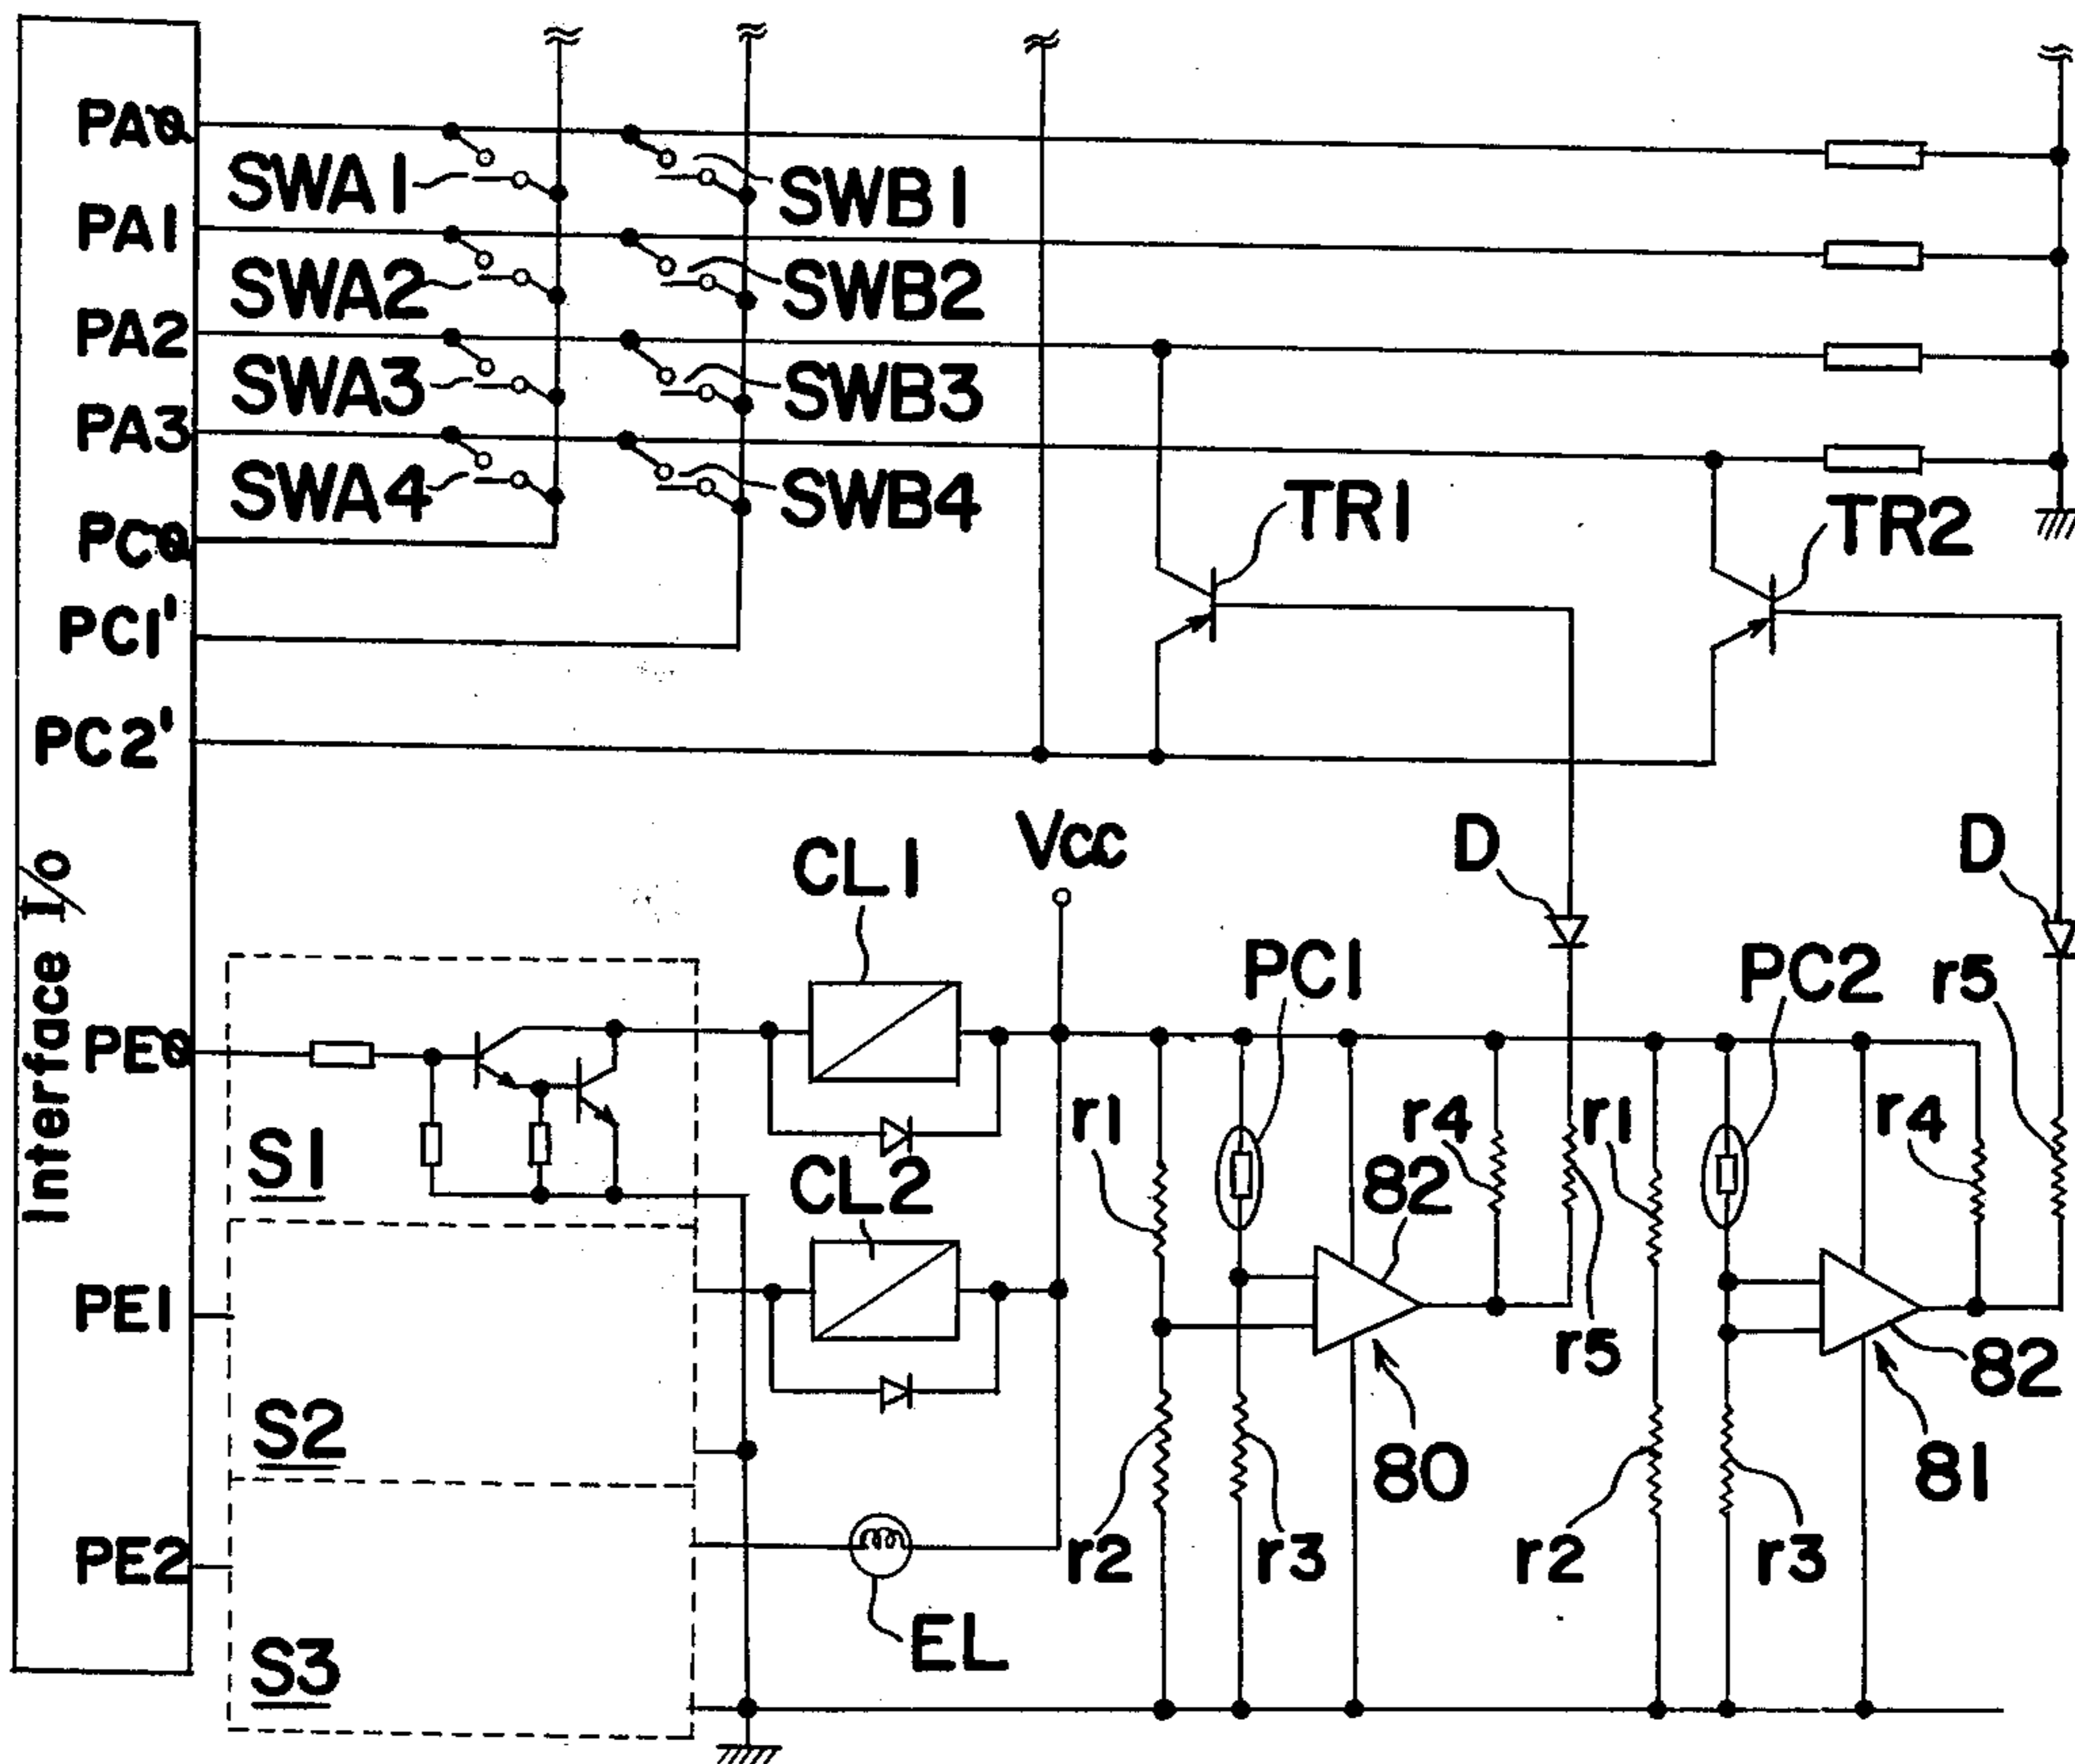 PA0
SWA1
SWB1
PA1
SWA2
SWB2
PA2
SWA3
SWB3
PA3
SWA4
SWB4
TR1
TR2
PC0
PC1'
PC2'
Interface I/O
CL1
Vcc
D
D
PC1
PC2
r5
PE0
r1
r4
r1
r4
S1
CL2
82
PE1
r5
82
S2
80
81
PE2
r2
r3
r2
r3
EL
S3